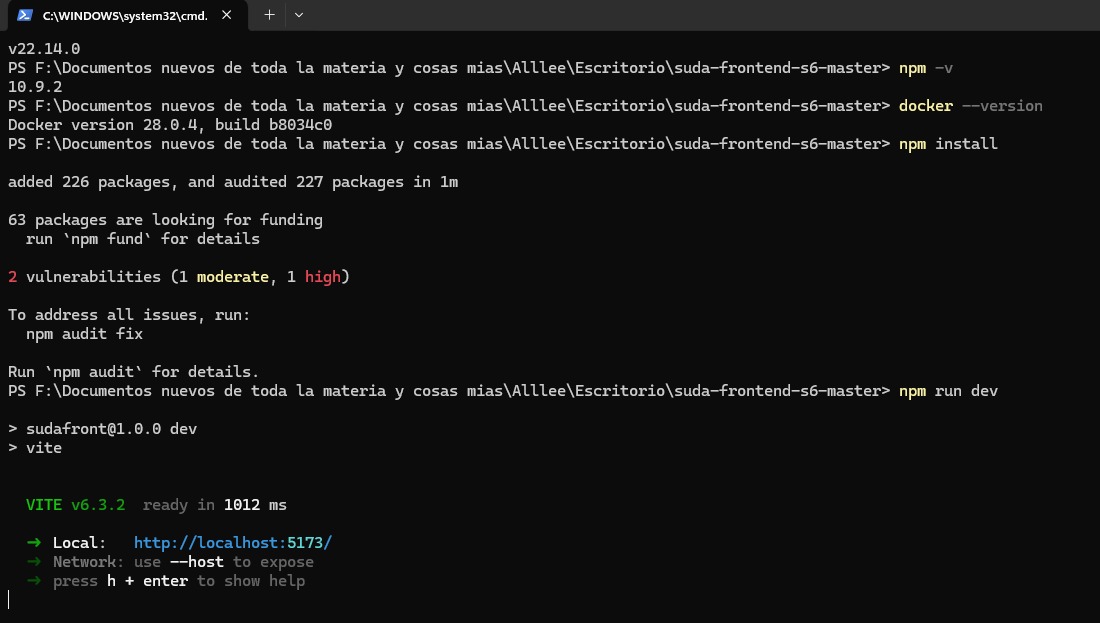 C:\WINDOWS\system32\cmd.
v22.14.0
PS F:\Documentos nuevos de toda la materia y cosas mias\Alllee\Escritorio\suda-frontend-s6-master> npm -v
10.9.2
PS F:\Documentos nuevos de toda la materia y cosas mias\Alllee\Escritorio\suda-frontend-s6-master> docker --version
Docker version 28.0.4, build b8034c0
PS F:\Documentos nuevos de toda la materia y cosas mias\Alllee\Escritorio\suda-frontend-s6-master> npm install
added 226 packages, and audited 227 packages in 1m
63 packages are looking for funding
  run `npm fund` for details
2 vulnerabilities (1 moderate, 1 high)
To address all issues, run:
  npm audit fix
Run `npm audit` for details.
PS F:\Documentos nuevos de toda la materia y cosas mias\Alllee\Escritorio\suda-frontend-s6-master> npm run dev
> sudafront@1.0.0 dev
> vite
  VITE v6.3.2  ready in 1012 ms
  ➜ Local:   http://localhost:5173/
  ➜ Network: use --host to expose
  ➜ press h + enter to show help